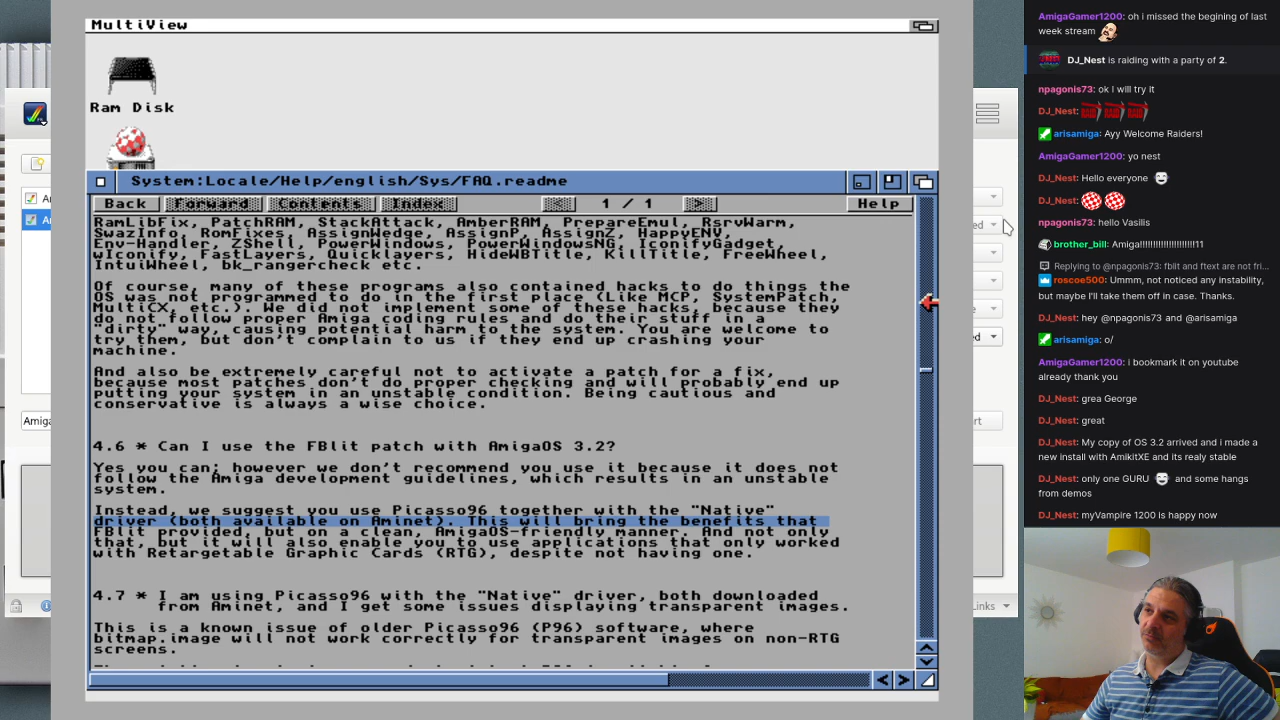 MultiView
Ram Disk
System:Locale/Help/english/Sys/FAQ.readme
Back Forward Contents Index < 1 / 1 > Help
RamLibFix, PatchRAM, StackAttack, AmberRAM, PrepareEmul, RsrvWarm,
SwazInfo, RomFixes, AssignWedge, AssignP, AssignZ, HappyENV,
Env-Handler, ZShell, PowerWindows, PowerWindowsNG, IconifyGadget,
wIconify, FastLayers, Quicklayers, HideWBTitle, KillTitle, FreeWheel,
IntuiWheel, bk_rangercheck etc.
Of course, many of these programs also contained hacks to do things the
OS was not programmed to do in the first place (Like MCP, SystemPatch,
MultiCX, etc.). We did not implement some of these hacks, because they
do not follow proper Amiga coding rules and do their stuff in a
"dirty" way, causing potential harm to the system. You are welcome to
try them, but don't complain to us if they end up crashing your
machine.
And also be extremely careful not to activate a patch for a fix,
because most patches don't do proper checking and will probably end up
putting your system in an unstable condition. Being cautious and
conservative is always a wise choice.
4.6 * Can I use the FBlit patch with AmigaOS 3.2?
Yes you can; however we don't recommend you use it because it does not
follow the Amiga development guidelines, which results in an unstable
system.
Instead, we suggest you use Picasso96 together with the "Native"
driver (both available on Aminet). This will bring the benefits that
FBlit provided, but on a clean, AmigaOS-friendly manner. And not only
that, but it will also enable you to use applications that only worked
with Retargetable Graphic Cards (RTG), despite not having one.
4.7 * I am using Picasso96 with the "Native" driver, both downloaded
from Aminet, and I get some issues displaying transparent images.
This is a known issue of older Picasso96 (P96) software, where
bitmap.image will not work correctly for transparent images on non-RTG
screens.
Amiga
Links
AmigaGamer1200: oh i missed the begining of last
week stream
DJ_Nest is raiding with a party of 2.
npagonis73: ok I will try it
DJ_Nest: RAID RAID RAID
arisamiga: Ayy Welcome Raiders!
AmigaGamer1200: yo nest
DJ_Nest: Hello everyone
DJ_Nest:
npagonis73: hello Vasilis
brother_bill: Amiga!!!!!!!!!!!!!!!!!!!!!11
Replying to @npagonis73: fblit and ftext are not fri...
roscoe500: Ummm, not noticed any Instability,
but maybe I'll take them off in case. Thanks.
DJ_Nest: hey @npagonis73 and @arisamiga
arisamiga: o/
AmigaGamer1200: i bookmark it on youtube
already thank you
DJ_Nest: grea George
DJ_Nest: great
DJ_Nest: My copy of OS 3.2 arrived and i made a
new install with AmikitXE and its realy stable
DJ_Nest: only one GURU and some hangs
from demos
DJ_Nest: myVampire 1200 Is happy now